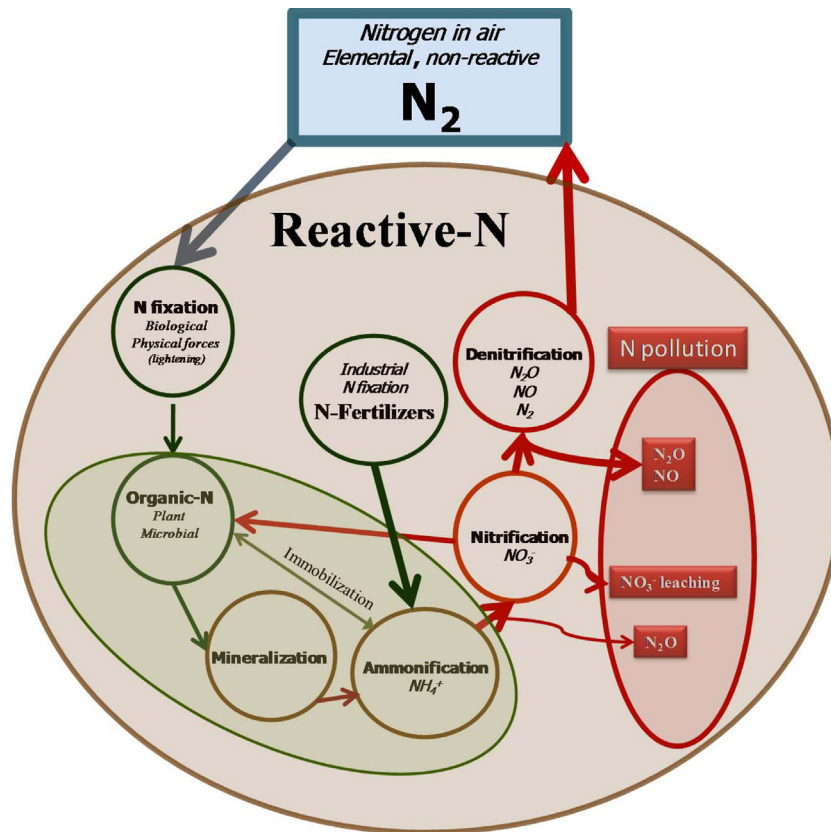 Nitrogen in air
Elemental, non-reactive
N₂
Reactive-N
N fixation
Biological
Physical forces
(lightening)
Industrial
N fixation
N-Fertilizers
Denitrification
N₂O
NO
N₂
N pollution
N₂O
NO
Organic-N
Plant
Microbial
Nitrification
NO₃⁻
Immobilization
NO₃⁻ leaching
N₂O
Mineralization
Ammonification
NH₄⁺